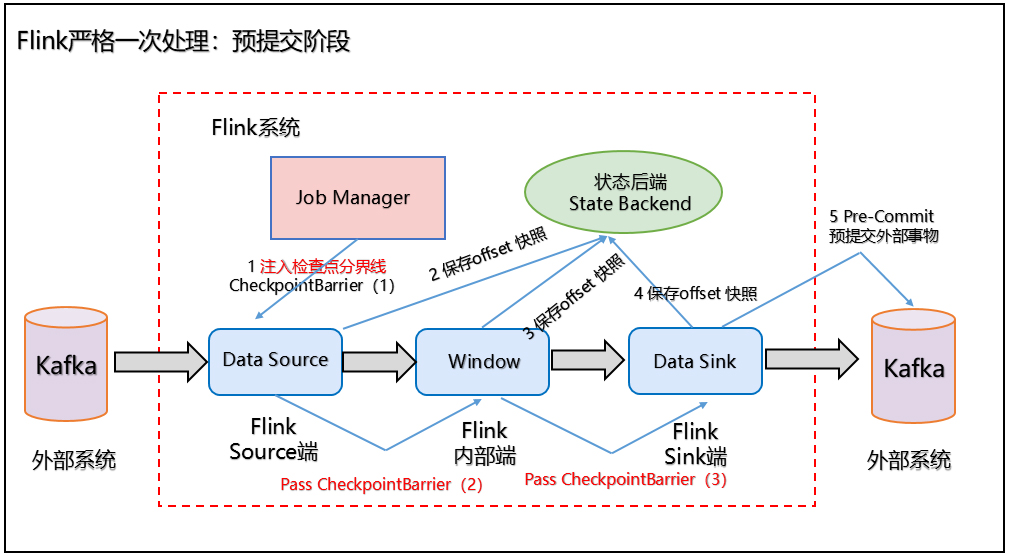 Flink严格一次处理：预提交阶段
Flink系统
Job Manager
状态后端
State Backend
5 Pre-Commit
预提交外部事物
1 注入检查点分界线
CheckpointBarrier（1）
2 保存offset 快照
3 保存offset 快照
4 保存offset 快照
Kafka
Data Source
Window
Data Sink
Kafka
外部系统
Flink
Source端
Flink
内部端
Flink
Sink端
外部系统
Pass CheckpointBarrier（2）
Pass CheckpointBarrier（3）